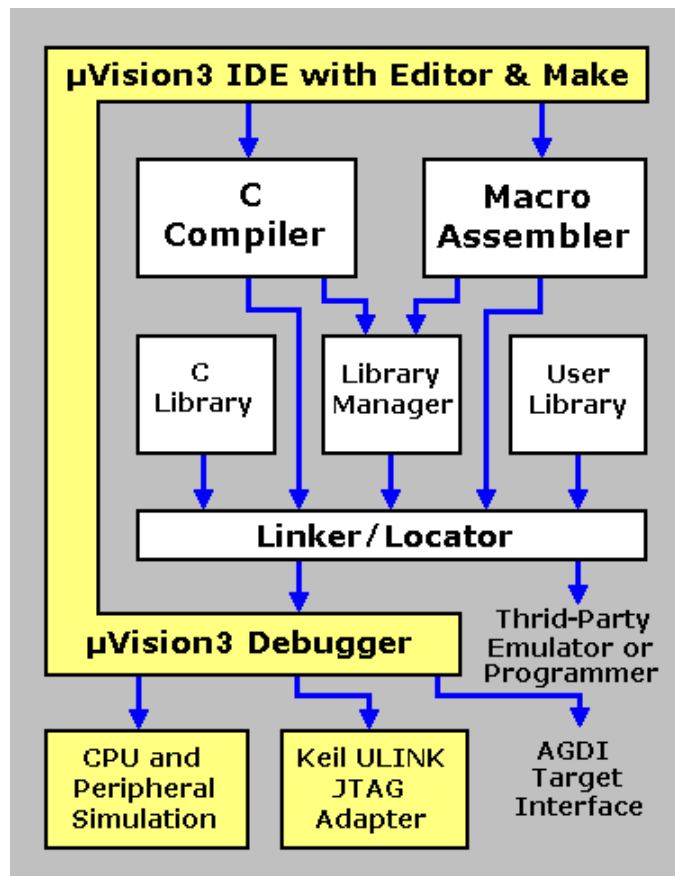 µVision3 IDE with Editor & Make
C
Compiler
Macro
Assembler
C
Library
Library
Manager
User
Library
Linker/Locator
Thrid-Party
Emulator or
Programmer
µVision3 Debugger
CPU and
Peripheral
Simulation
Keil ULINK
JTAG
Adapter
AGDI
Target
Interface